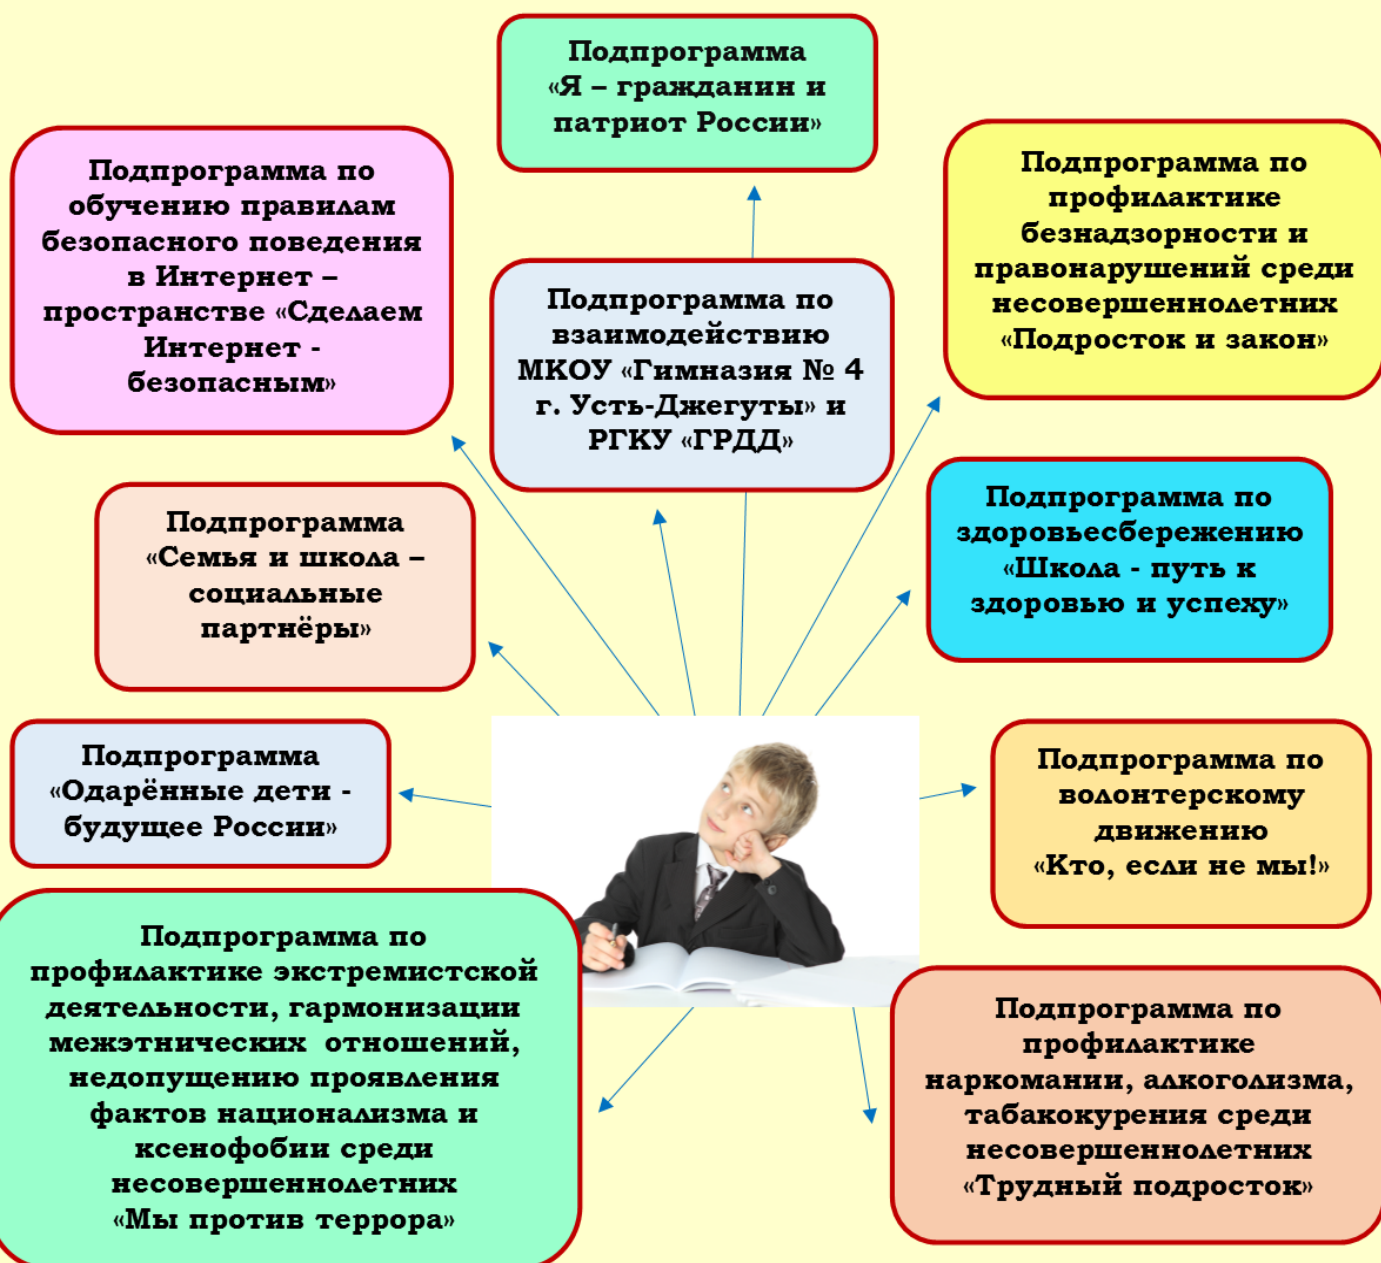 Подпрограмма
«Я – гражданин и
патриот России»
Подпрограмма по
обучению правилам
безопасного поведения
в Интернет –
пространстве «Сделаем
Интернет -
безопасным»
Подпрограмма по
взаимодействию
МКОУ «Гимназия № 4
г. Усть-Джегуты» и
РГКУ «ГРДД»
Подпрограмма по
профилактике
безнадзорности и
правонарушений среди
несовершеннолетних
«Подросток и закон»
Подпрограмма
«Семья и школа –
социальные
партнёры»
Подпрограмма по
здоровьесбережению
«Школа - путь к
здоровью и успеху»
Подпрограмма
«Одарённые дети -
будущее России»
Подпрограмма по
волонтерскому
движению
«Кто, если не мы!»
Подпрограмма по
профилактике экстремистской
деятельности, гармонизации
межэтнических отношений,
недопущению проявления
фактов национализма и
ксенофобии среди
несовершеннолетних
«Мы против террора»
Подпрограмма по
профилактике
наркомании, алкоголизма,
табакокурения среди
несовершеннолетних
«Трудный подросток»